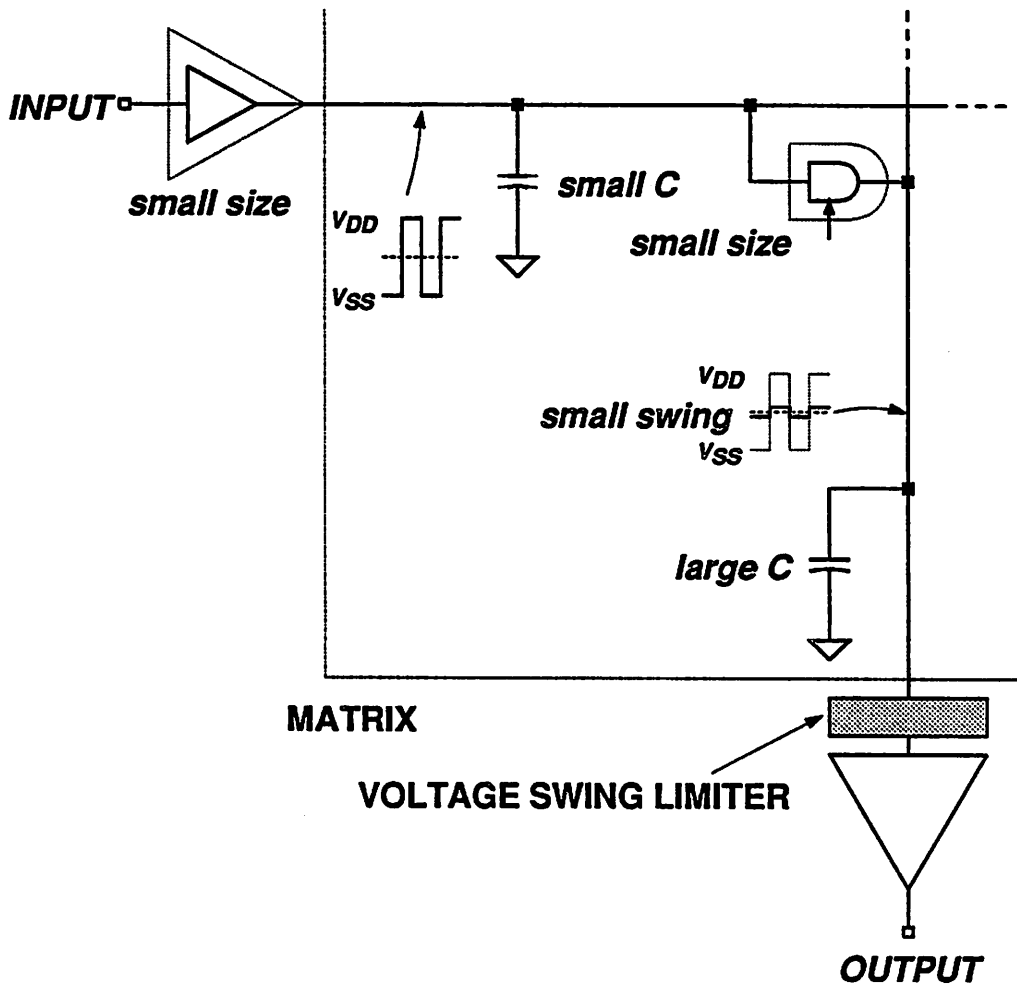 INPUT
small size
small C
VDD
VSS
small size
VDD
small swing
VSS
large C
MATRIX
VOLTAGE SWING LIMITER
OUTPUT